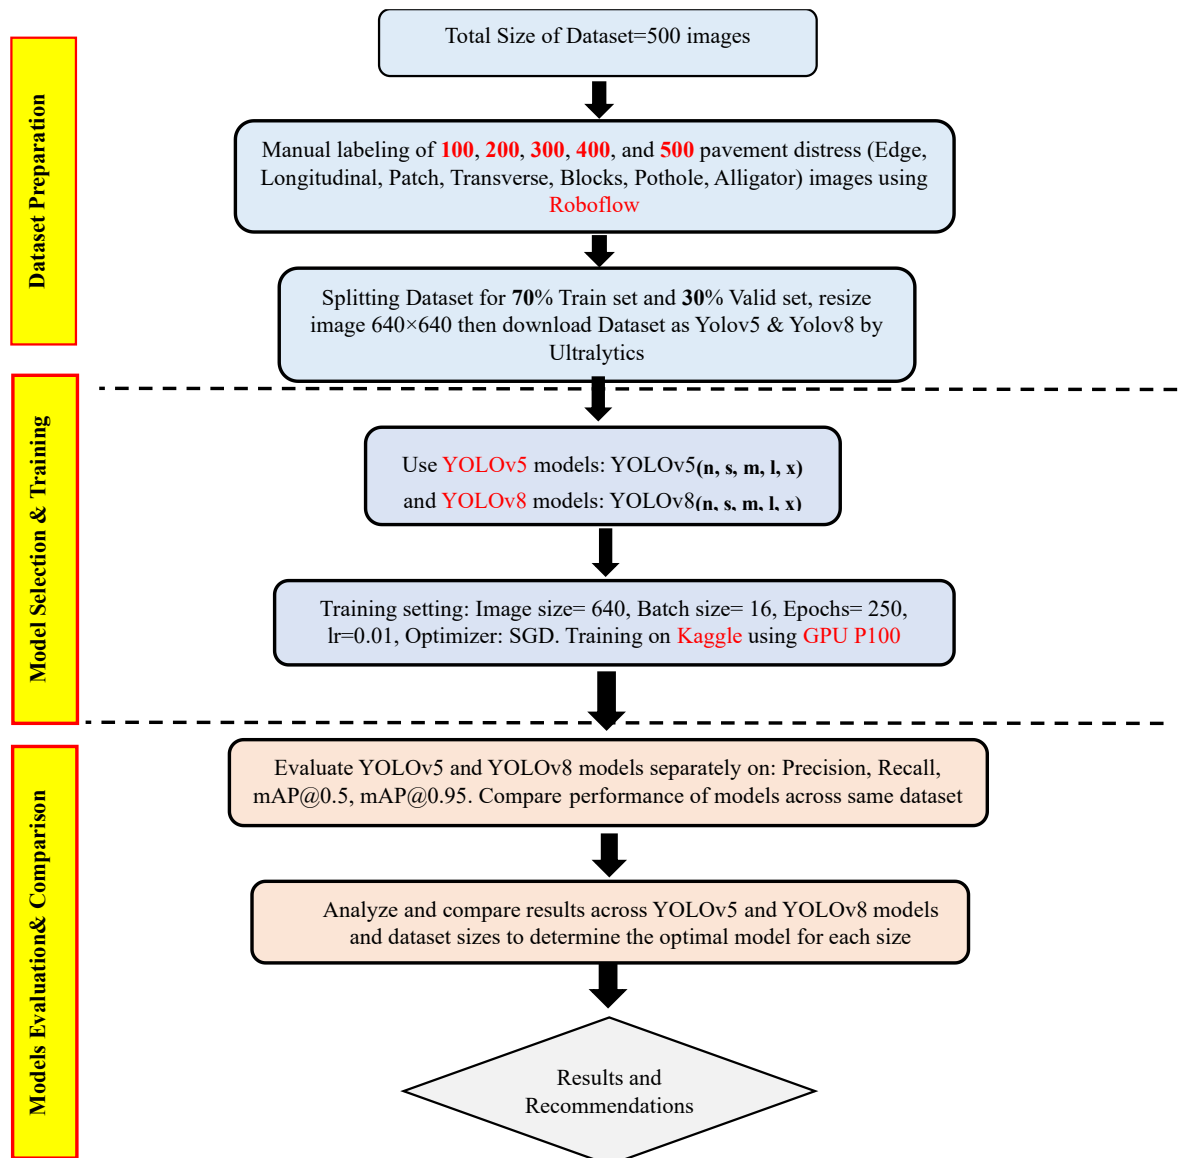 Dataset Preparation
Total Size of Dataset=500 images
Manual labeling of 100, 200, 300, 400, and 500 pavement distress (Edge,
Longitudinal, Patch, Transverse, Blocks, Pothole, Alligator) images using
Roboflow
Splitting Dataset for 70% Train set and 30% Valid set, resize
image 640×640 then download Dataset as Yolov5 & Yolov8 by
Ultralytics
Model Selection & Training
Use YOLOv5 models: YOLOv5(n, s, m, l, x)
and YOLOv8 models: YOLOv8(n, s, m, l, x)
Training setting: Image size= 640, Batch size= 16, Epochs= 250,
lr=0.01, Optimizer: SGD. Training on Kaggle using GPU P100
Models Evaluation& Comparison
Evaluate YOLOv5 and YOLOv8 models separately on: Precision, Recall,
mAP@0.5, mAP@0.95. Compare performance of models across same dataset
Analyze and compare results across YOLOv5 and YOLOv8 models
and dataset sizes to determine the optimal model for each size
Results and
Recommendations